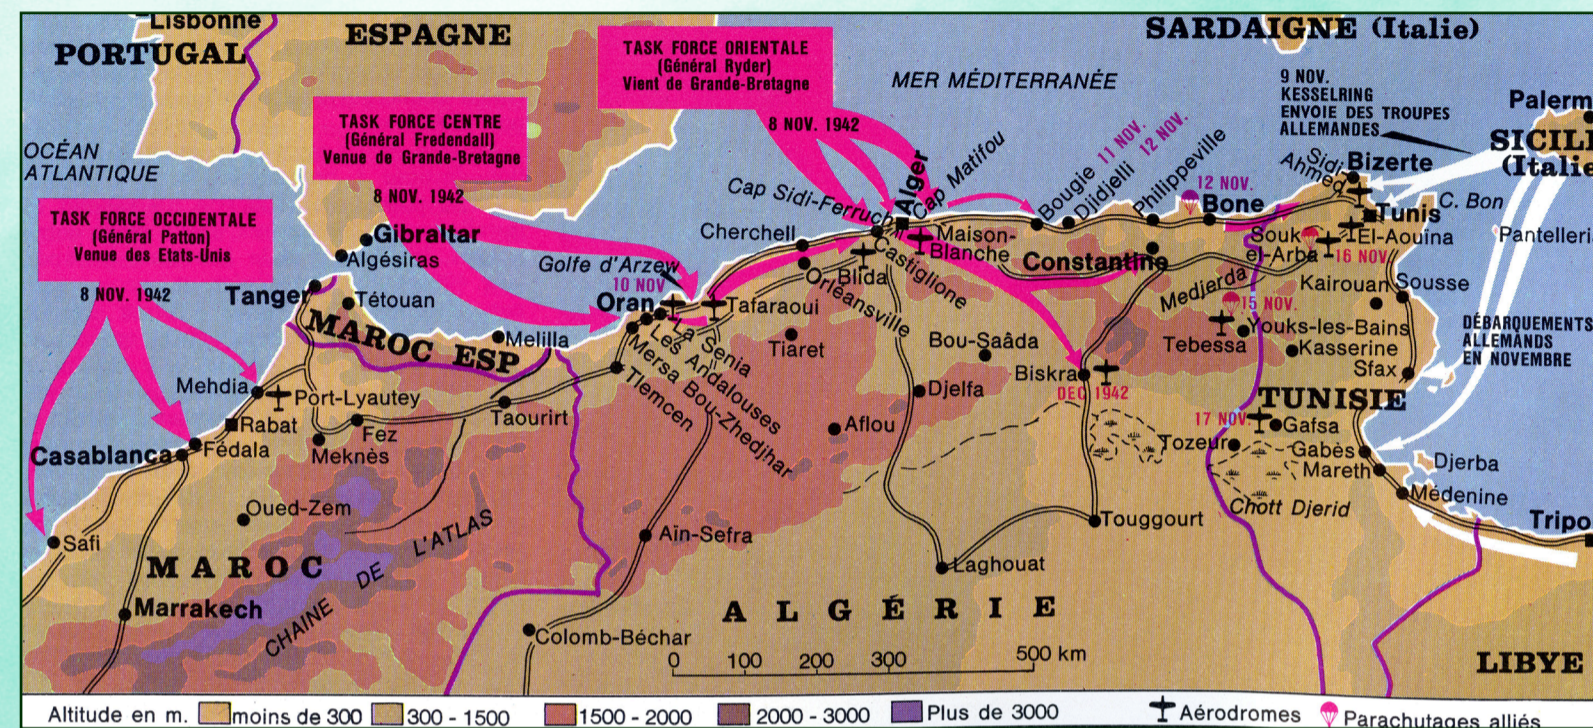 Lisbonne
PORTUGAL
ESPAGNE
SARDAIGNE (Italie)
TASK FORCE ORIENTALE
(Général Ryder)
Vient de Grande-Bretagne
8 NOV. 1942
MER MÉDITERRANÉE
9 NOV.
KESSELRING
ENVOIE DES TROUPES
ALLEMANDES
Palerm
SICILE
(Italie
TASK FORCE CENTRE
(Général Fredendall)
Venue de Grande-Bretagne
8 NOV. 1942
OCÉAN
ATLANTIQUE
TASK FORCE OCCIDENTALE
(Général Patton)
Venue des Etats-Unis
8 NOV. 1942
Gibraltar
Algésiras
Tanger
Tétouan
MAROC ESP
Melilla
Mehdia
Port-Lyautey
Rabat
Casablanca
Fédala
Fez
Meknès
Taourirt
Oued-Zem
Safi
MAROC
Marrakech
CHAINE DE L'ATLAS
Golfe d'Arzew
10 NOV
Oran
Tafaraoui
La Senia
Les Andalouses
Mersa Bou-Zhedjhar
Tlemcen
Cherchell
Orléansville
Cap Sidi-Ferruch
Alger
Cap Matifou
Castiglione
Blida
Maison-
Blanche
Bougie 11 NOV.
Djidjelli 12 NOV.
Phillippeville
12 NOV.
Bone
Constantine
Sidi-
Ahmed
Bizerte
Tunis
C. Bon
El-Aouina
Pantelleri
Souk
el-Arba
16 NOV
Medjerda
15 NOV.
Kairouan
Sousse
Youks-les-Bains
Tebessa
Kasserine
Sfax
DÉBARQUEMENTS
ALLEMANDS
EN NOVEMBRE
Tiaret
Bou-Saâda
Biskra
DEC 1942
Djelfa
Aflou
TUNISIE
17 NOV.
Gafsa
Tozeur
Gabès
Mareth
Djerba
Médenine
Chott Djerid
Tripo
Touggourt
Aïn-Sefra
Laghouat
ALGÉRIE
Colomb-Béchar
0 100 200 300 500 km
LIBYE
Altitude en m. moins de 300 300 - 1500 1500 - 2000 2000 - 3000 Plus de 3000 Aérodromes Parachutages alliés